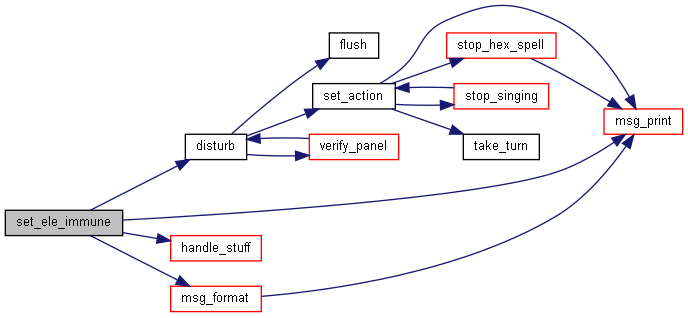 flush
stop_hex_spell
set_action
stop_singing
msg_print
disturb
verify_panel
take_turn
set_ele_immune
handle_stuff
msg_format